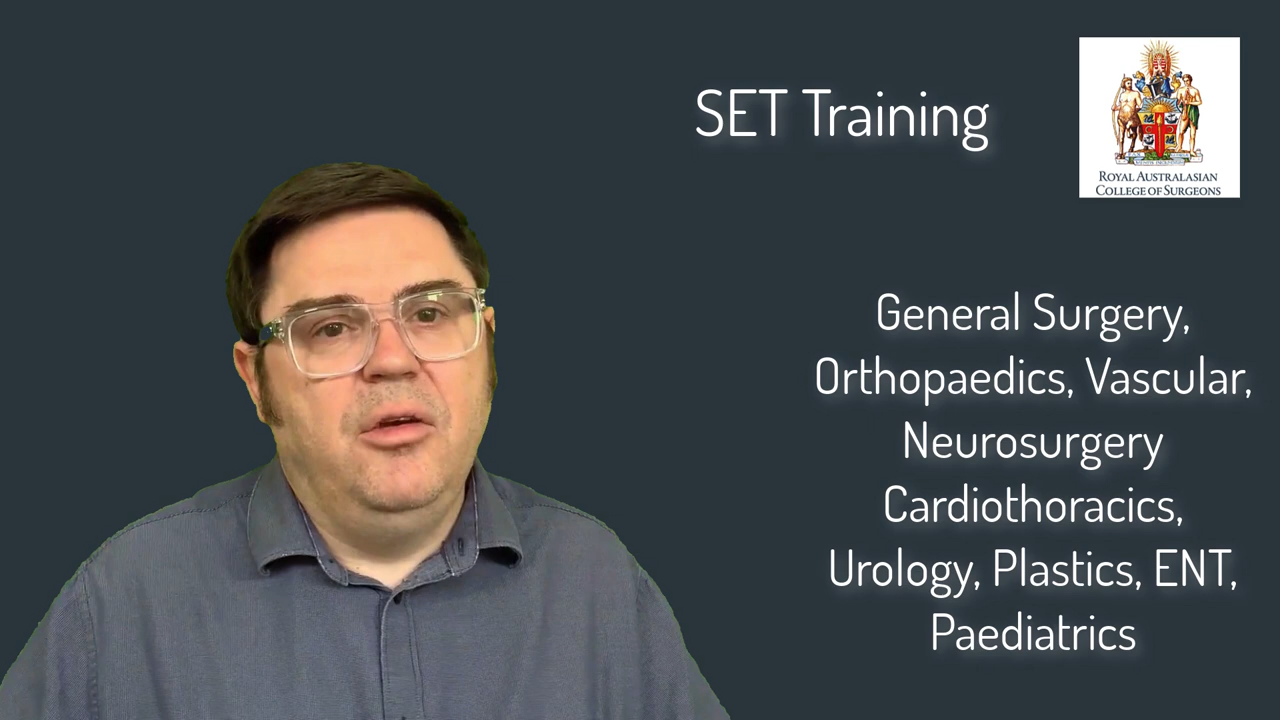 SET Training
ROYAL AUSTRALASIAN
COLLEGE OF SURGEONS
General Surgery,
Orthopaedics, Vascular,
Neurosurgery
Cardiothoracics,
Urology, Plastics, ENT,
Paediatrics